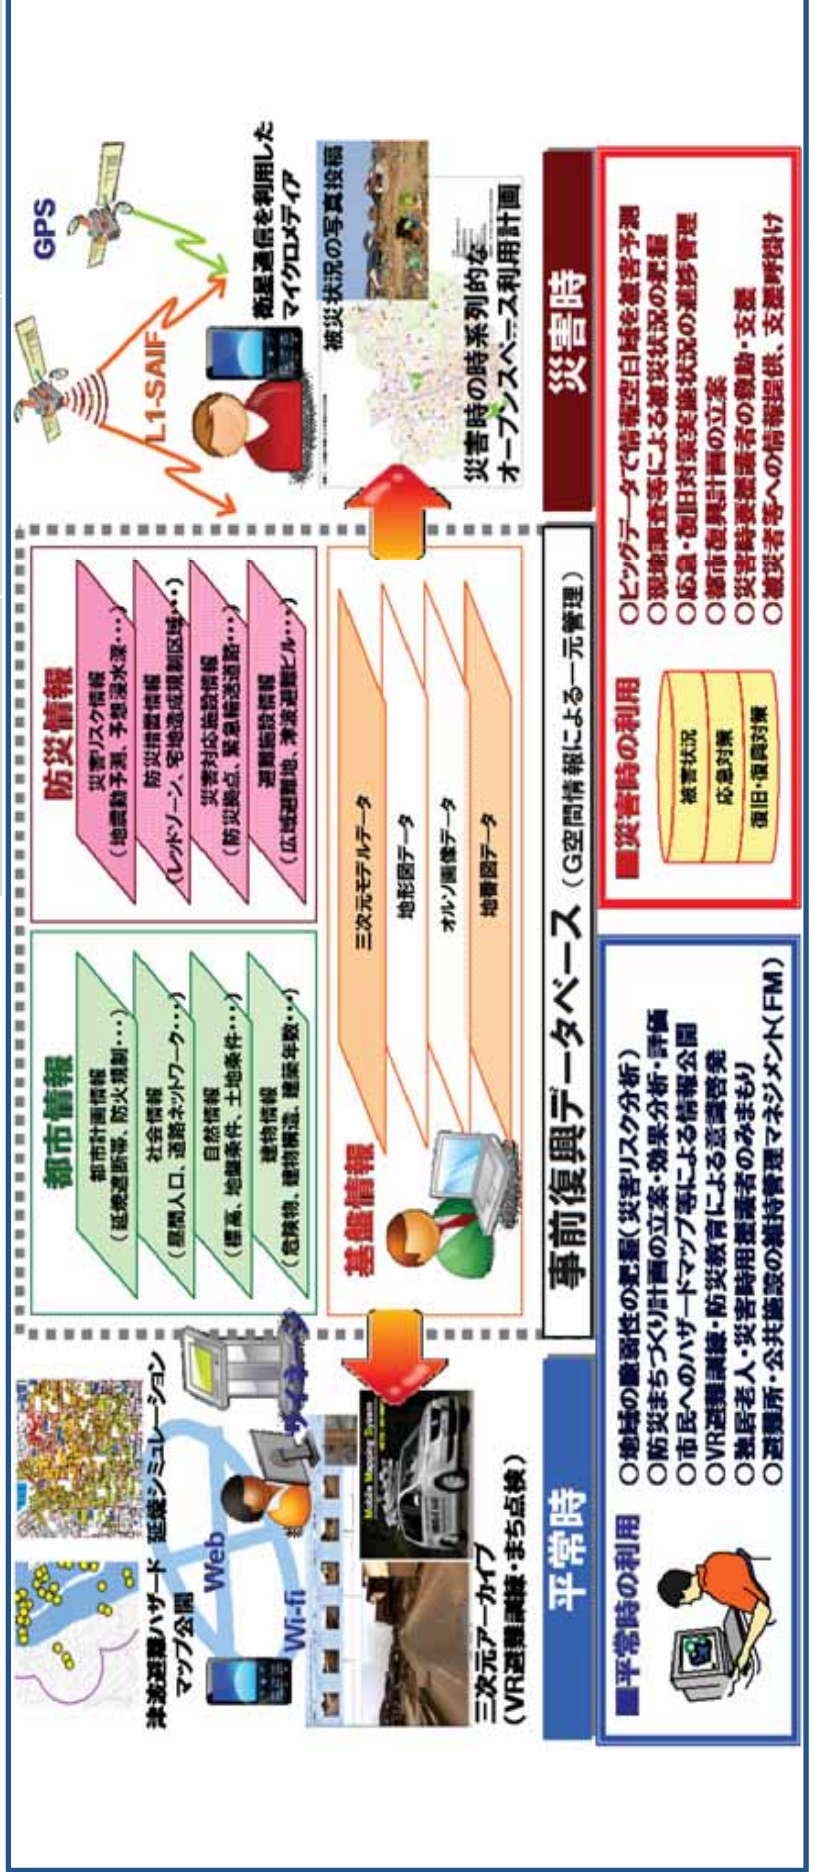 津波避難ハザード
マップ公開
延焼シミュレーション
Web
Wi-fi
サイネージ
Mobile Mapping System
三次元アーカイブ
(VR避難訓練・まち点検)
都市情報
都市計画情報
(延焼遮断帯、防火規制・・・)
社会情報
(昼間人口、道路ネットワーク・・・)
自然情報
(標高、地盤条件、土地条件・・・)
建物情報
(危険物、建物構造、建築年数・・・)
防災情報
災害リスク情報
(地震動予測、予想浸水深・・・)
防災措置情報
(レッドゾーン、宅地造成規制区域・・・)
災害対応施設情報
(防災拠点、緊急輸送道路・・・)
避難施設情報
(広域避難地、津波避難ビル・・・)
基盤情報
三次元モデルデータ
地形図データ
オルソ画像データ
地番図データ
GPS
L1-SAIF
衛星通信を利用した
マイクロメディア
被災状況の写真投稿
災害時の時系列的な
オープンスペース利用計画
平常時
事前復興データベース(G空間情報による一元管理)
災害時
■平常時の利用
○地域の脆弱性の把握(災害リスク分析)
○防災まちづくり計画の立案・効果分析・評価
○市民へのハザードマップ等による情報公開
○VR避難訓練・防災教育による意識啓発
○独居老人・災害時用援護者のみまもり
○避難所・公共施設の維持管理マネジメント(FM)
■災害時の利用
被害状況
応急対策
復旧・復興対策
○ビッグデータで情報空白域を被害予測
○現地調査等による被災状況の把握
○応急・復旧対策実施状況の進捗管理
○都市復興計画の立案
○災害時要援護者の救助・支援
○被災者等への情報提供、支援呼掛け